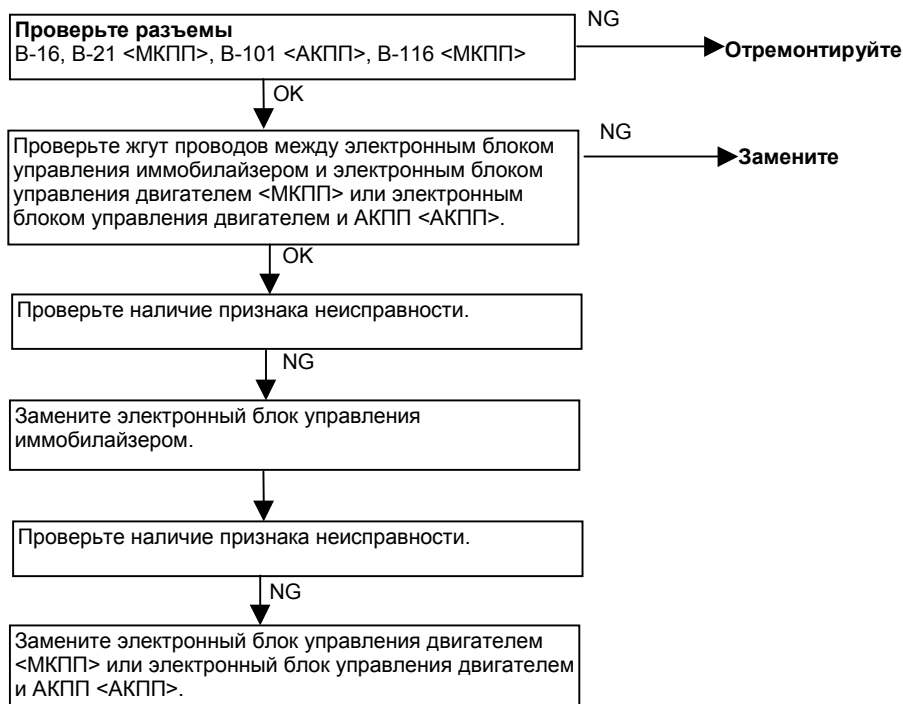 Проверьте разъемы
B-16, B-21 <МКПП>, B-101 <АКПП>, B-116 <МКПП>
NG
Отремонтируйте
OK
Проверьте жгут проводов между электронным блоком
управления иммобилайзером и электронным блоком
управления двигателем <МКПП> или электронным
блоком управления двигателем и АКПП <АКПП>.
NG
Замените
OK
Проверьте наличие признака неисправности.
NG
Замените электронный блок управления
иммобилайзером.
Проверьте наличие признака неисправности.
NG
Замените электронный блок управления двигателем
<МКПП> или электронный блок управления двигателем
и АКПП <АКПП>.